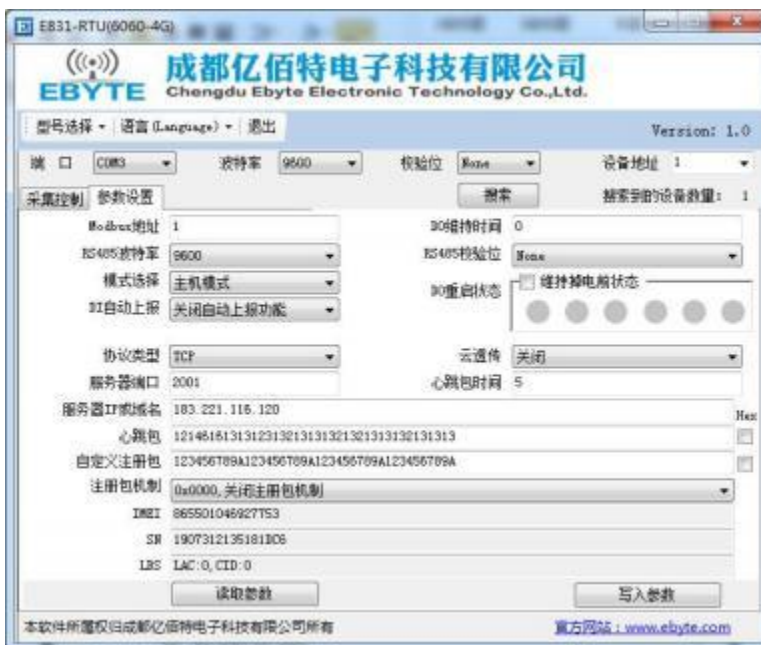 E831-RTU(6060-4G)
EBYTE
成都亿佰特电子科技有限公司
Chengdu Ebyte Electronic Technology Co.,Ltd.
型号选择 语言(Language) 退出
Version: 1.0
端 口 COM3 波特率 9600 校验位 None 设备地址 1
采集控制 参数设置 搜索 搜索到的设备数量: 1
Modbus地址 1 DO维持时间 0
RS485波特率 9600 RS485校验位 None
模式选择 主机模式 DO重启状态 维持掉电前状态
DI自动上报 关闭自动上报功能
协议类型 TCP 云透传 关闭
服务器端口 2001 心跳包时间 5
服务器IP或域名 183.221.116.120 Hex
心跳包
自定义注册包 123456789A123456789A123456789A123456789A
注册包机制 0x0000,关闭注册包机制
IMEI 865501046927753
SN
LBS LAC:0,CID:0
读取参数 写入参数
本软件所属权归成都亿佰特电子科技有限公司所有 官方网站：www.ebyte.com